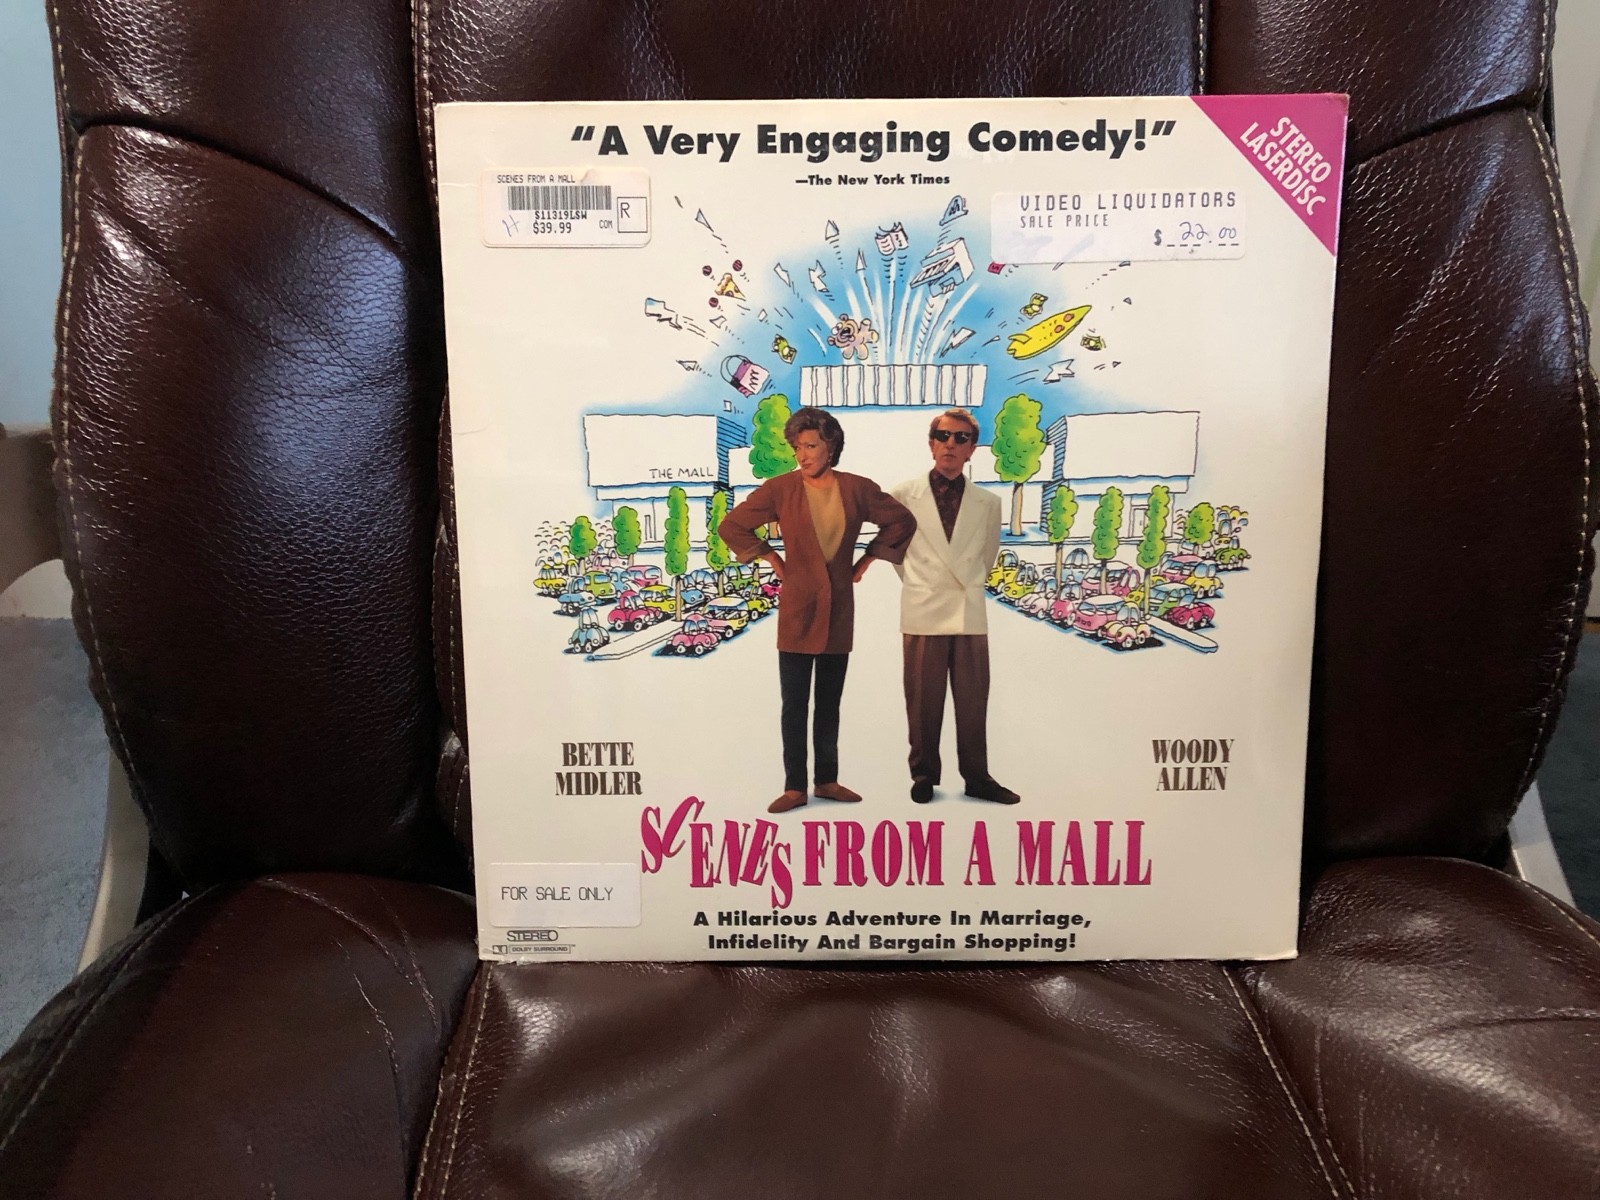 "A Very Engaging Comedy!"
—The New York Times
STEREO
LASERDISC
SCENES FROM A MALL
S11319LSW
$39.99
COM
R
VIDEO LIQUIDATORS
SALE PRICE
$ 22.00
THE MALL
BETTE
MIDLER
WOODY
ALLEN
SCENES FROM A MALL
FOR SALE ONLY
A Hilarious Adventure In Marriage,
Infidelity And Bargain Shopping!
STEREO
DOLBY SURROUND